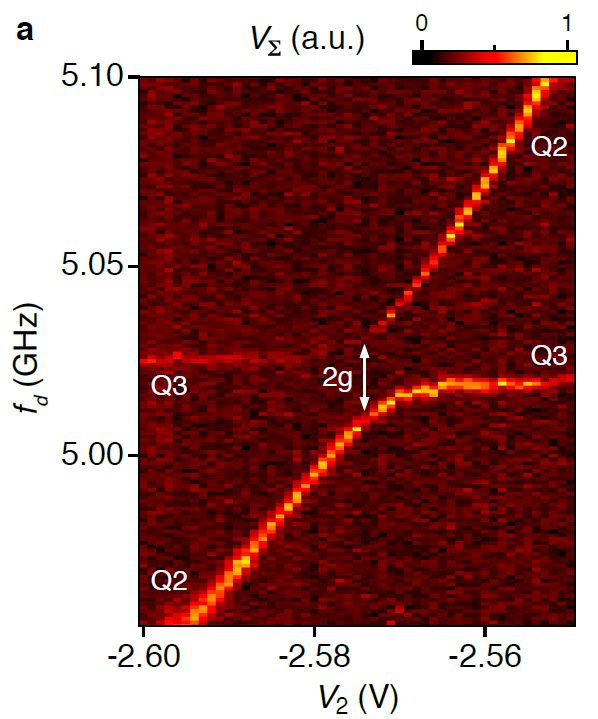 a
V_Σ (a.u.)
0
1
5.10
5.05
5.00
f_d (GHz)
Q2
Q3
Q3
2g
Q2
-2.60
-2.58
-2.56
V_2 (V)